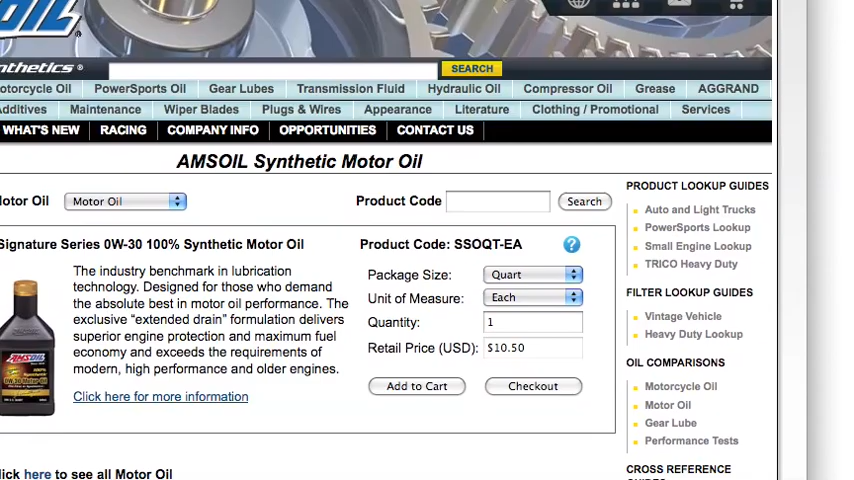 OIL
nthetics ®
SEARCH
otorcycle Oil PowerSports Oil Gear Lubes Transmission Fluid Hydraulic Oil Compressor Oil Grease AGGRAND
dditives Maintenance Wiper Blades Plugs & Wires Appearance Literature Clothing / Promotional Services
WHAT'S NEW RACING COMPANY INFO OPPORTUNITIES CONTACT US
AMSOIL Synthetic Motor Oil
otor Oil Motor Oil Product Code Search
Signature Series 0W-30 100% Synthetic Motor Oil
The industry benchmark in lubrication
technology. Designed for those who demand
the absolute best in motor oil performance. The
exclusive “extended drain” formulation delivers
superior engine protection and maximum fuel
economy and exceeds the requirements of
modern, high performance and older engines.
Click here for more information
AMSOIL
Product Code: SSOQT-EA ?
Package Size: Quart
Unit of Measure: Each
Quantity: 1
Retail Price (USD): $10.50
Add to Cart Checkout
lick here to see all Motor Oil
PRODUCT LOOKUP GUIDES
Auto and Light Trucks
PowerSports Lookup
Small Engine Lookup
TRICO Heavy Duty
FILTER LOOKUP GUIDES
Vintage Vehicle
Heavy Duty Lookup
OIL COMPARISONS
Motorcycle Oil
Motor Oil
Gear Lube
Performance Tests
CROSS REFERENCE